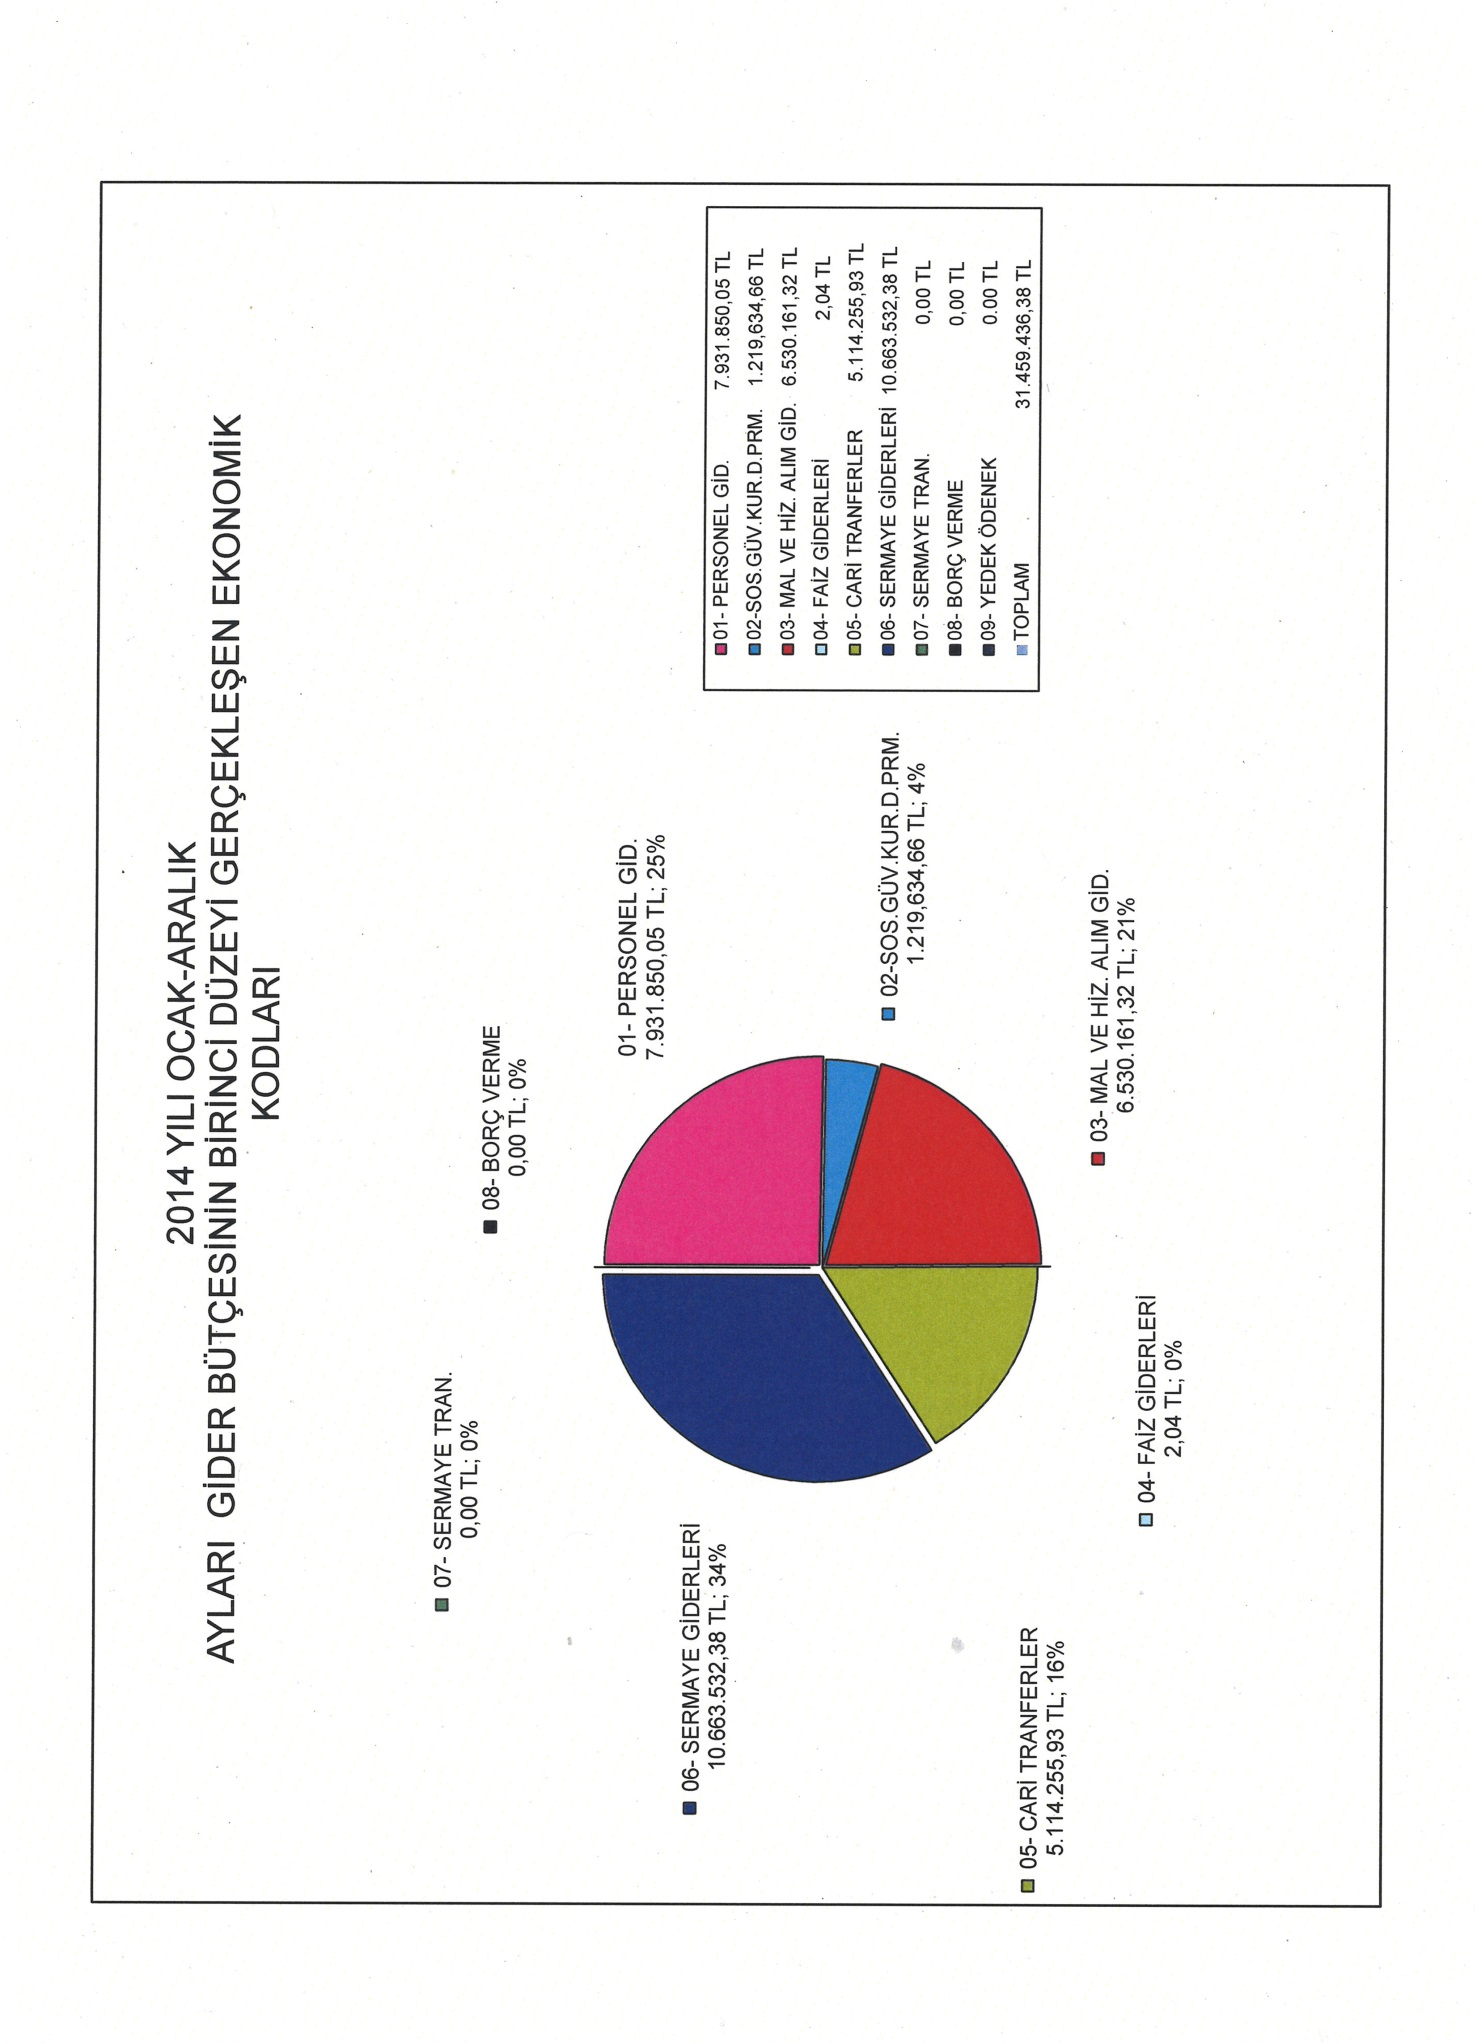 2014 YILI OCAK-ARALIK
AYLARI GİDER BÜTÇESİNİN BİRİNCİ DÜZEYİ GERÇEKLEŞEN EKONOMİK
KODLARI
07- SERMAYE TRAN.
0,00 TL; 0%
08- BORÇ VERME
0,00 TL; 0%
01- PERSONEL GİD.
7.931.850,05 TL; 25%
06- SERMAYE GİDERLERİ
10.663.532,38 TL; 34%
02-SOS.GÜV.KUR.D.PRM.
1.219,634,66 TL; 4%
05- CARİ TRANFERLER
5.114.255,93 TL; 16%
03- MAL VE HİZ. ALIM GİD.
6.530.161,32 TL; 21%
04- FAİZ GİDERLERİ
2,04 TL; 0%
01- PERSONEL GİD. 7.931.850,05 TL
02-SOS.GÜV.KUR.D.PRM. 1.219,634,66 TL
03- MAL VE HİZ. ALIM GİD. 6.530.161,32 TL
04- FAİZ GİDERLERİ 2,04 TL
05- CARİ TRANFERLER 5.114.255,93 TL
06- SERMAYE GİDERLERİ 10.663.532,38 TL
07- SERMAYE TRAN. 0,00 TL
08- BORÇ VERME 0,00 TL
09- YEDEK ÖDENEK 0.00 TL
TOPLAM 31.459.436,38 TL